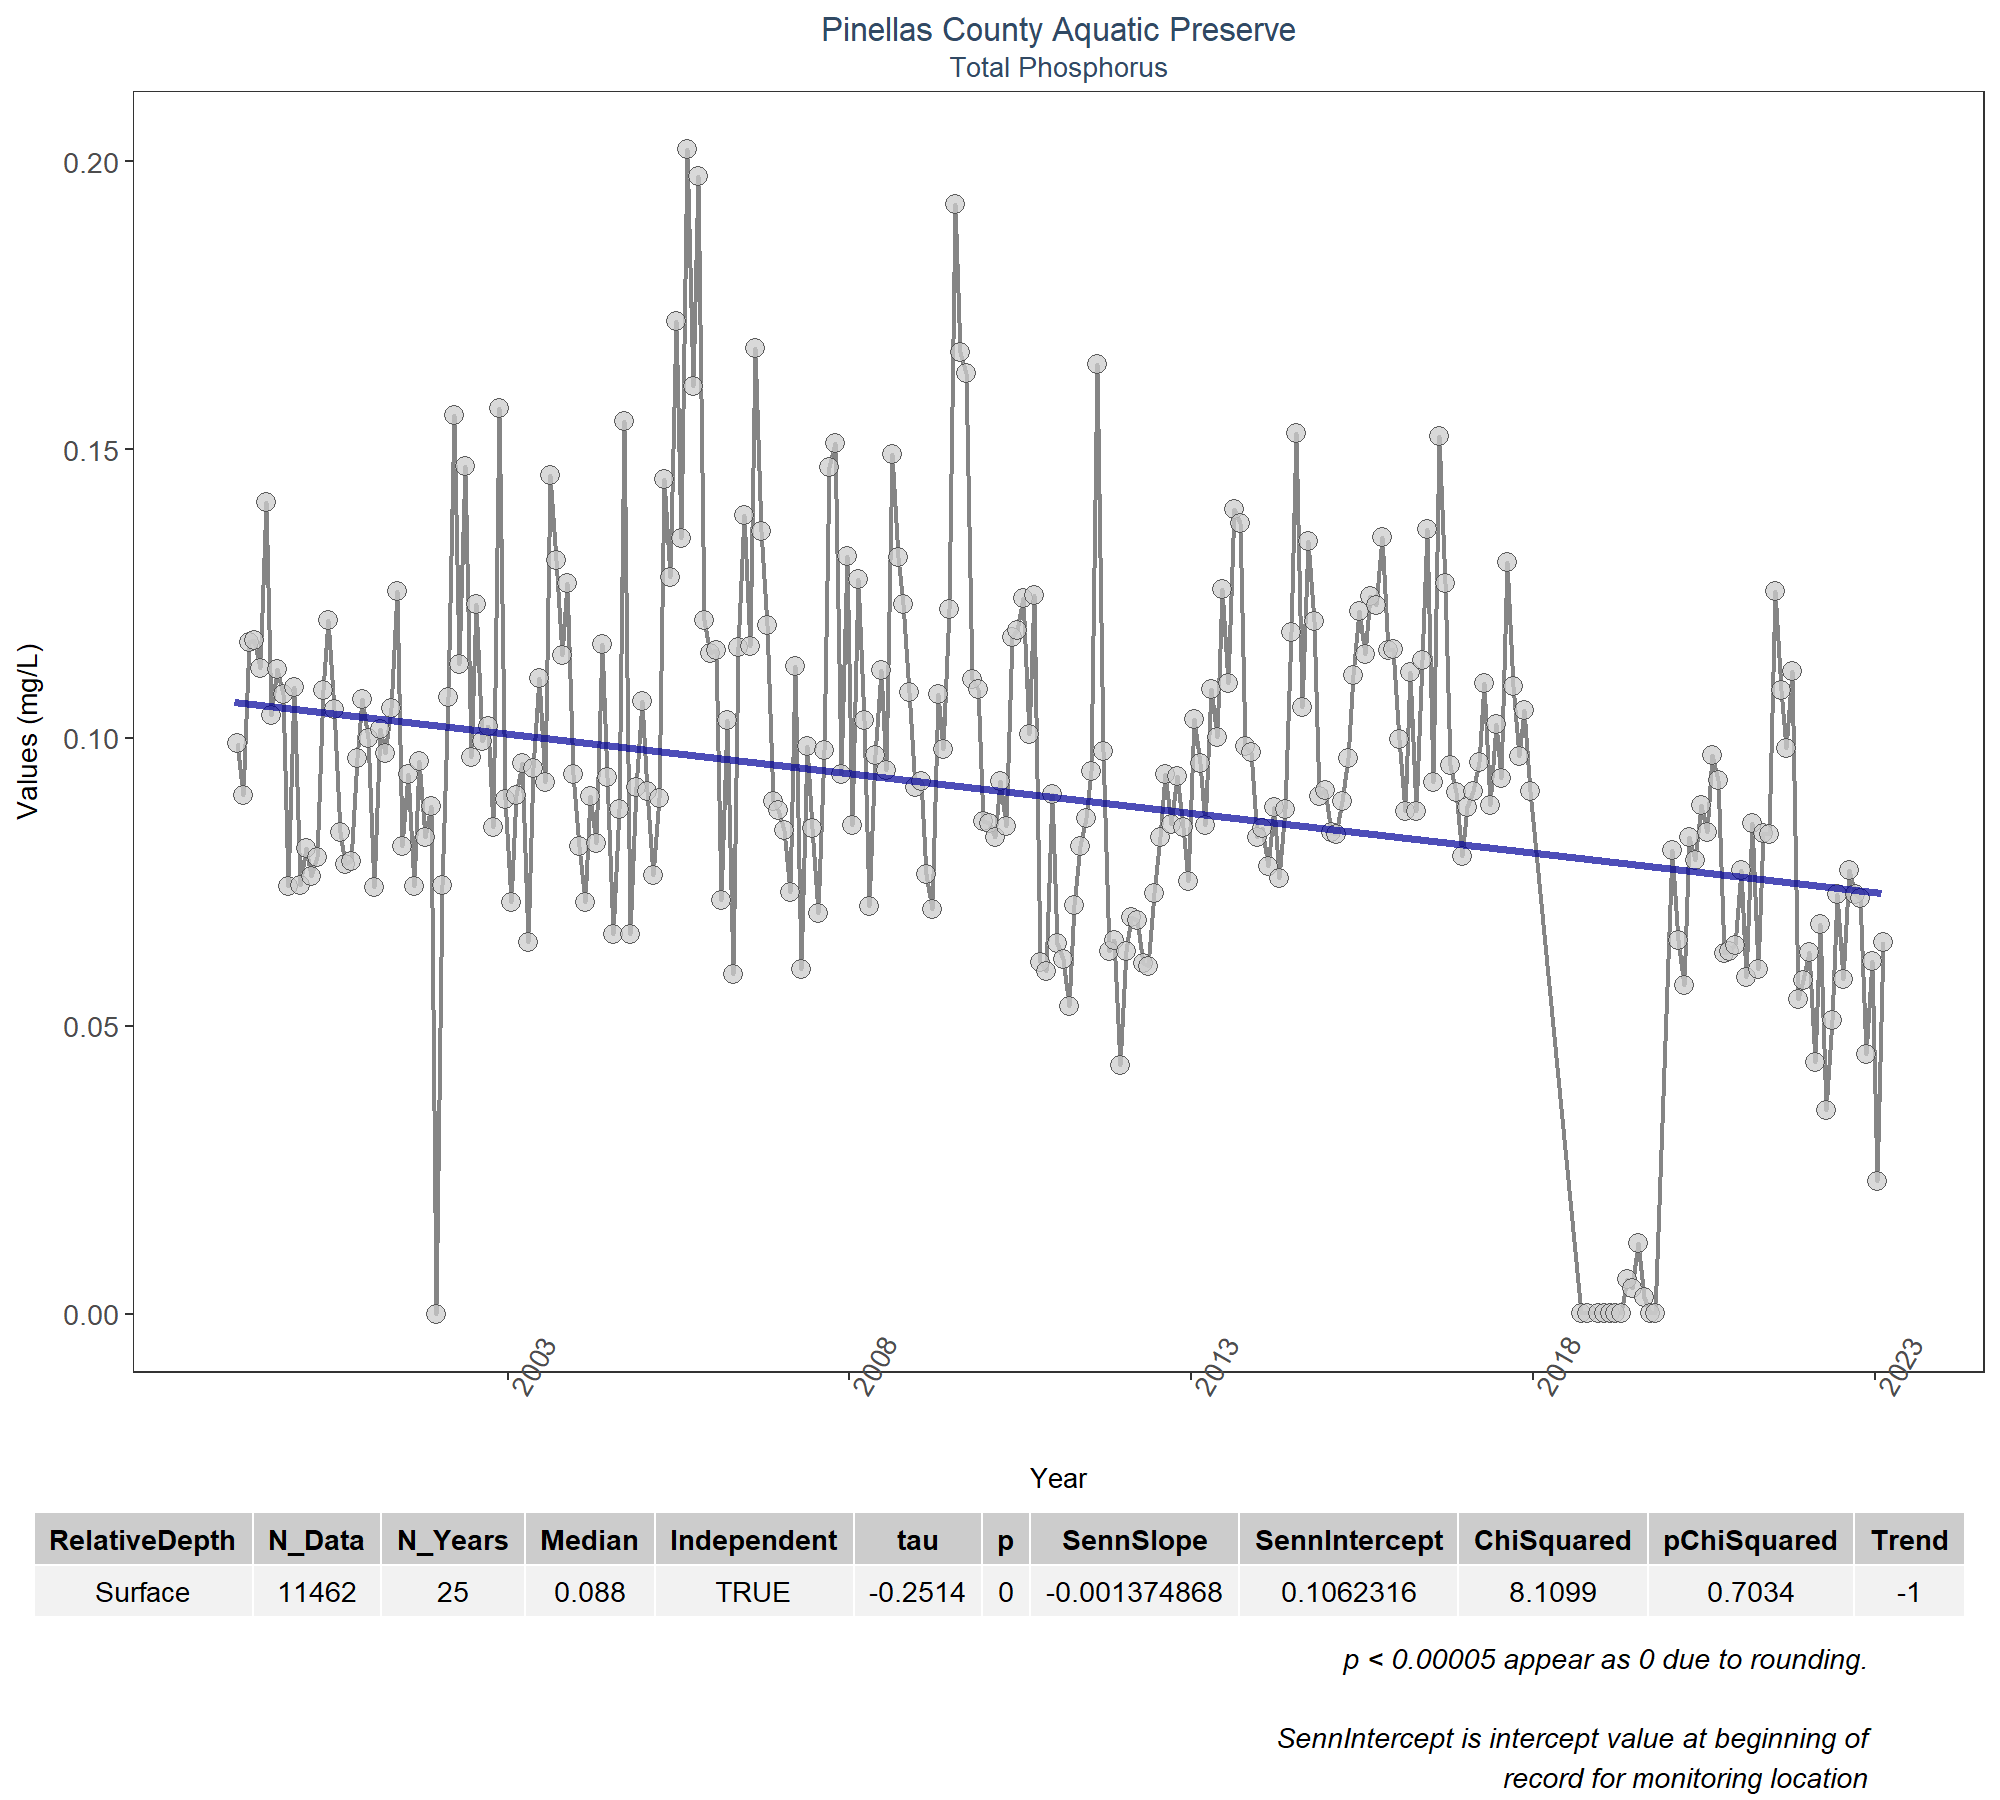 Pinellas County Aquatic Preserve
Total Phosphorus
Values (mg/L)
0.20
0.15
0.10
0.05
0.00
2003
2008
2013
2018
2023
Year
RelativeDepth N_Data N_Years Median Independent tau p SennSlope SennIntercept ChiSquared pChiSquared Trend
Surface 11462 25 0.088 TRUE -0.2514 0 -0.001374868 0.1062316 8.1099 0.7034 -1
p < 0.00005 appear as 0 due to rounding.
SennIntercept is intercept value at beginning of
record for monitoring location